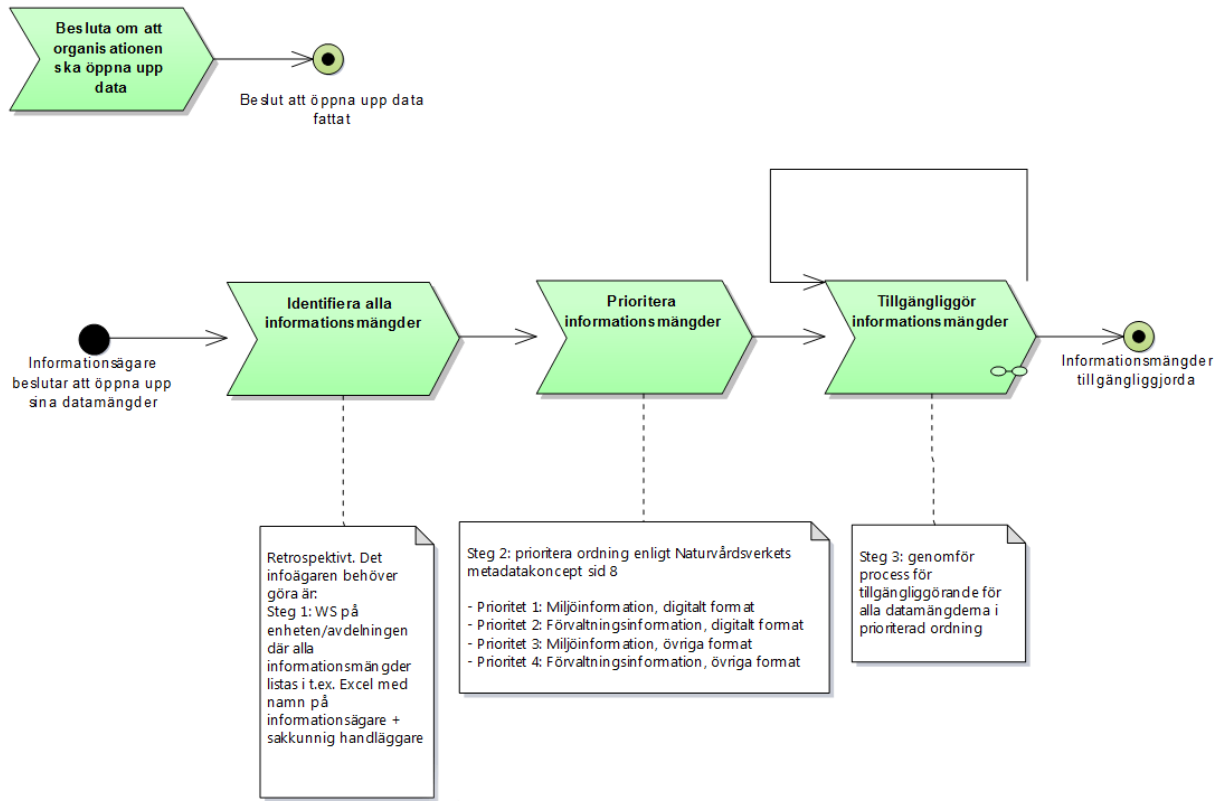 Besluta om att
organisationen
ska öppna upp
data
Beslut att öppna upp data
fattat
Informationsägare
beslutar att öppna upp
sina datamängder
Identifiera alla
informationsmängder
Prioritera
informationsmängder
Tillgängliggör
informationsmängder
Informationsmängder
tillgängliggjorda
Retrospektivt. Det
infoägaren behöver
göra är:
Steg 1: WS på
enheten/avdelningen
där alla
informationsmängder
listas i t.ex. Excel med
namn på
informationsägare +
sakkunnig handläggare
Steg 2: prioritera ordning enligt Naturvårdsverkets
metadatakoncept sid 8
- Prioritet 1: Miljöinformation, digitalt format
- Prioritet 2: Förvaltningsinformation, digitalt format
- Prioritet 3: Miljöinformation, övriga format
- Prioritet 4: Förvaltningsinformation, övriga format
Steg 3: genomför
process för
tillgängliggörande för
alla datamängderna i
prioriterad ordning